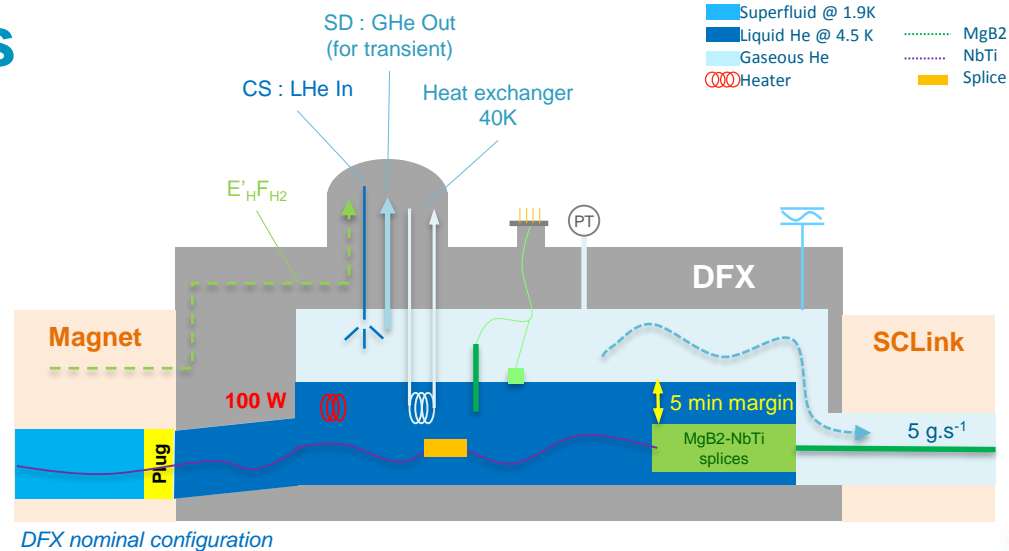 s
SD : GHe Out
(for transient)
CS : LHe In
Heat exchanger
40K
Superfluid @ 1.9K
Liquid He @ 4.5 K
Gaseous He
Heater
MgB2
NbTi
Splice
E'HFH2
PT
DFX
Magnet
SCLink
100 W
5 min margin
5 g.s-1
Plug
MgB2-NbTi
splices
DFX nominal configuration